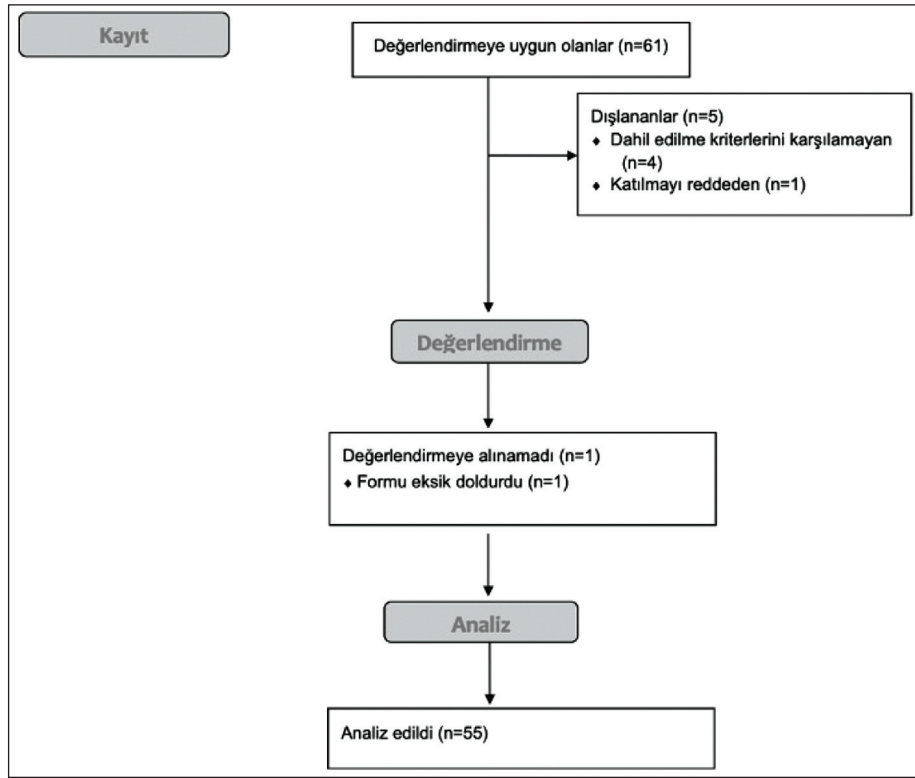 Kayıt
Değerlendirmeye uygun olanlar (n=61)
Dışlananlar (n=5)
♦ Dahil edilme kriterlerini karşılamayan
(n=4)
♦ Katılmayı reddeden (n=1)
Değerlendirme
Değerlendirmeye alınamadı (n=1)
♦ Formu eksik doldurdu (n=1)
Analiz
Analiz edildi (n=55)